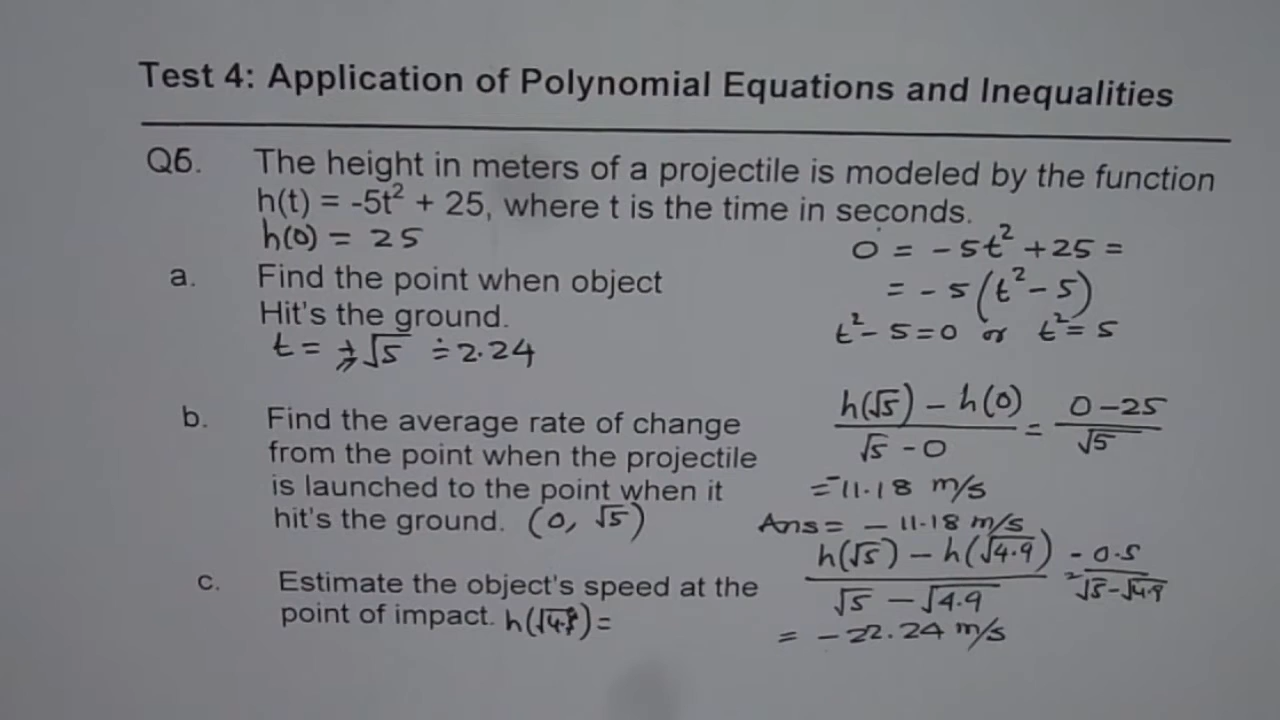 Test 4: Application of Polynomial Equations and Inequalities
Q6. The height in meters of a projectile is modeled by the function
h(t) = -5t² + 25, where t is the time in seconds.
h(0) = 25
0 = -5t² + 25 =
= -5(t² - 5)
t² - 5 = 0 or t² = 5
a. Find the point when object
Hit's the ground.
t = ±√5 ≐ 2.24
b. Find the average rate of change
from the point when the projectile
is launched to the point when it
hit's the ground. (0, √5)
h(√5) - h(0) / √5 - 0 = 0 - 25 / √5
= -11.18 m/s
Ans = - 11.18 m/s
c. Estimate the object's speed at the
point of impact. h(√4.9) =
h(√5) - h(√4.9) / √5 - √4.9 = -0.5 / √5 - √4.9
= -22.24 m/s